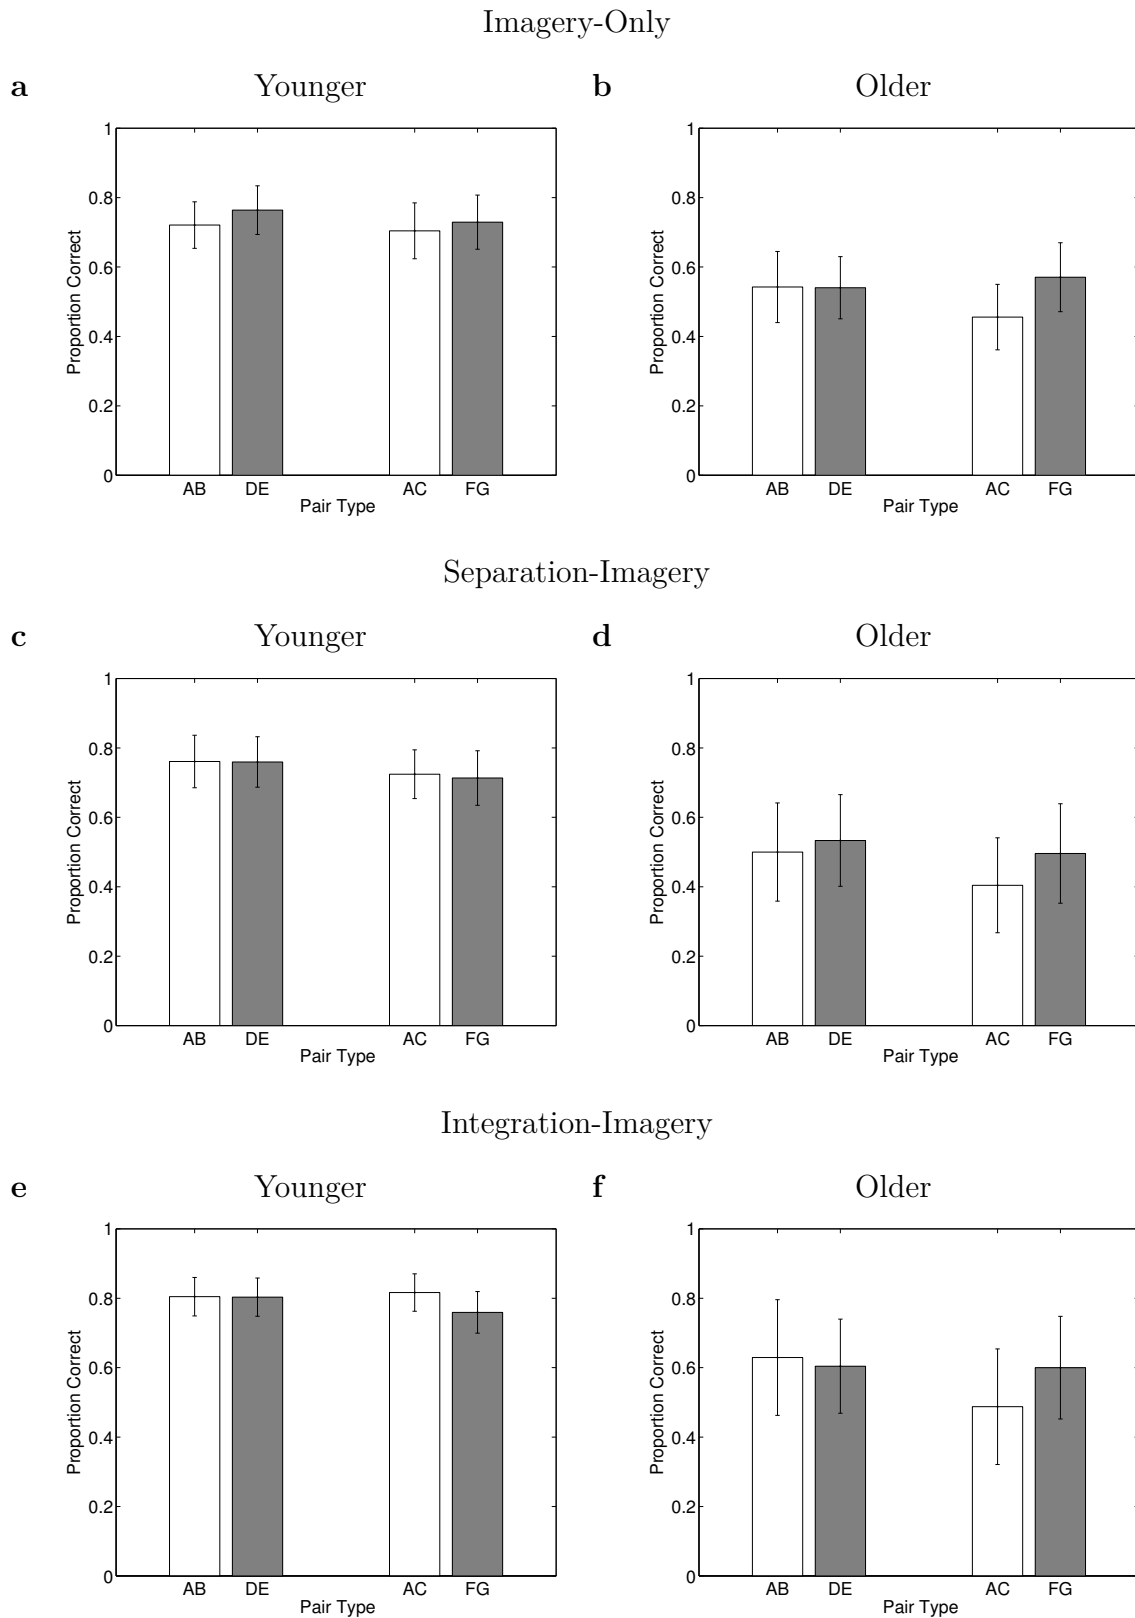 Imagery-Only
a Younger b Older
1 1
0.8 0.8
0.6 0.6
0.4 0.4
0.2 0.2
0 0
Proportion Correct Proportion Correct
AB DE AC FG AB DE AC FG
Pair Type Pair Type
Separation-Imagery
c Younger d Older
1 1
0.8 0.8
0.6 0.6
0.4 0.4
0.2 0.2
0 0
Proportion Correct Proportion Correct
AB DE AC FG AB DE AC FG
Pair Type Pair Type
Integration-Imagery
e Younger f Older
1 1
0.8 0.8
0.6 0.6
0.4 0.4
0.2 0.2
0 0
Proportion Correct Proportion Correct
AB DE AC FG AB DE AC FG
Pair Type Pair Type